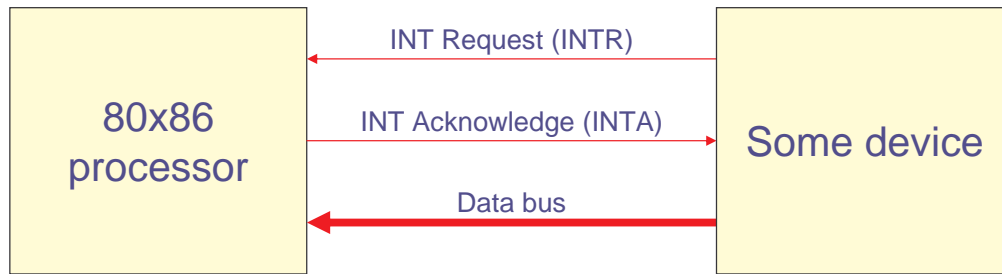 INT Request (INTR)
80x86
processor
INT Acknowledge (INTA)
Some device
Data bus